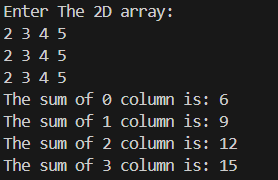 Enter The 2D array:
2 3 4 5
2 3 4 5
2 3 4 5
The sum of 0 column is: 6
The sum of 1 column is: 9
The sum of 2 column is: 12
The sum of 3 column is: 15